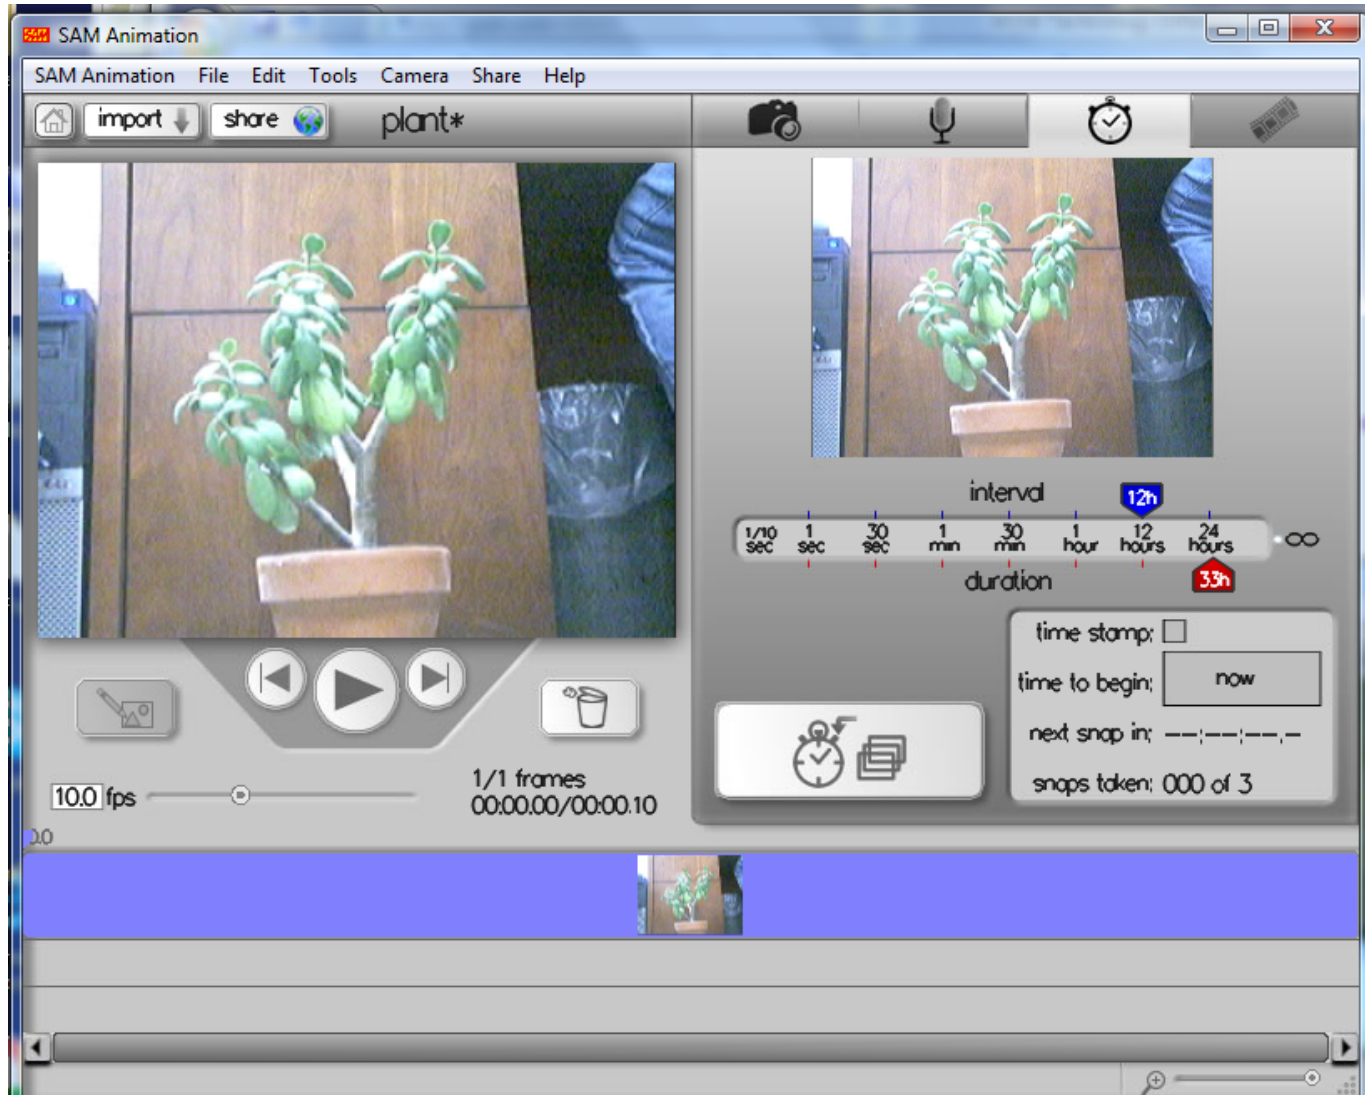 SAM Animation
SAM Animation File Edit Tools Camera Share Help
import share plant*
interval
12h
1/10 sec 1 sec 30 sec 1 min 30 min 1 hour 12 hours 24 hours ∞
duration
33h
time stamp:
time to begin: now
next snap in: --:--:--.-
snaps taken: 000 of 3
10.0 fps
1/1 frames
00:00.00/00:00.10
0.0